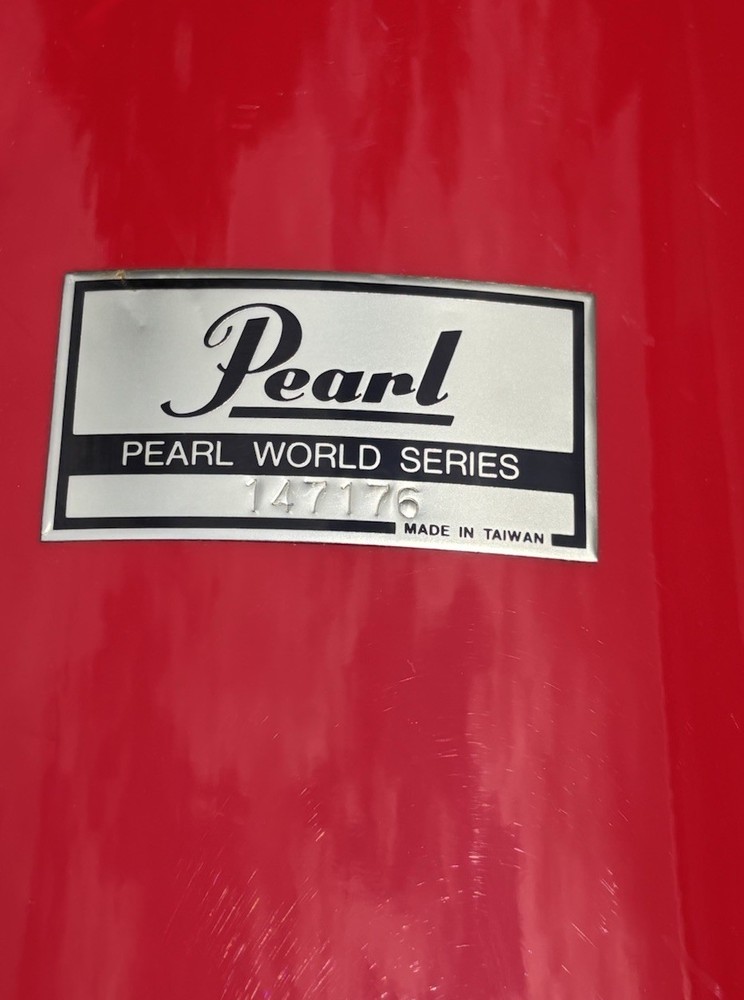 Pearl
PEARL WORLD SERIES
147176
MADE IN TAIWAN